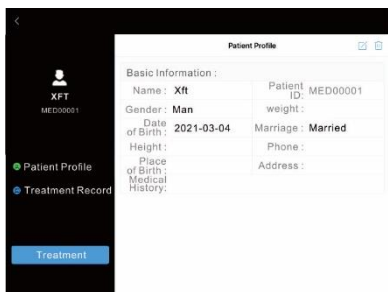 Patient Profile
XFT
MED00001
Patient Profile
Treatment Record
Treatment
Basic Information :
Name : Xft
Patient ID: MED00001
Gender : Man
weight :
Date of Birth : 2021-03-04
Marriage : Married
Height :
Phone :
Place of Birth :
Address :
Medical History: